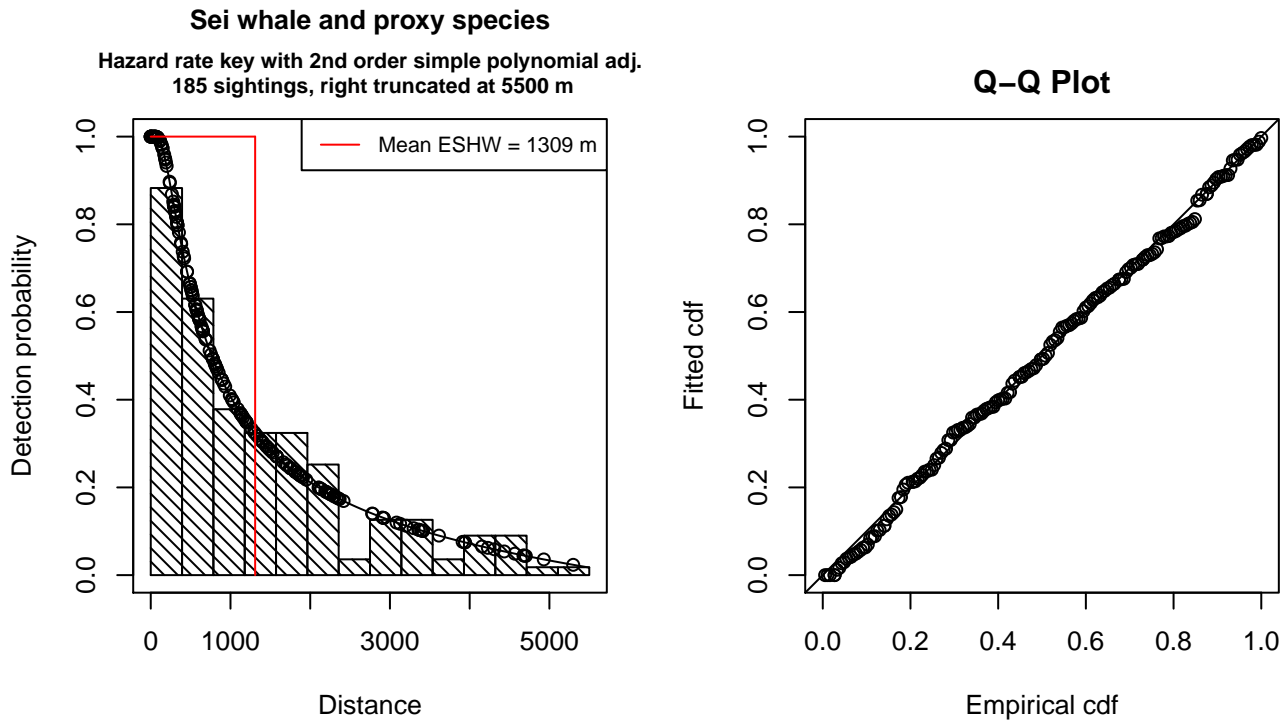 Sei whale and proxy species
Hazard rate key with 2nd order simple polynomial adj.
185 sightings, right truncated at 5500 m
Mean ESHW = 1309 m
Detection probability
0.0
0.2
0.4
0.6
0.8
1.0
0
1000
3000
5000
Distance
Q−Q Plot
Fitted cdf
0.0
0.2
0.4
0.6
0.8
1.0
0.0
0.2
0.4
0.6
0.8
1.0
Empirical cdf